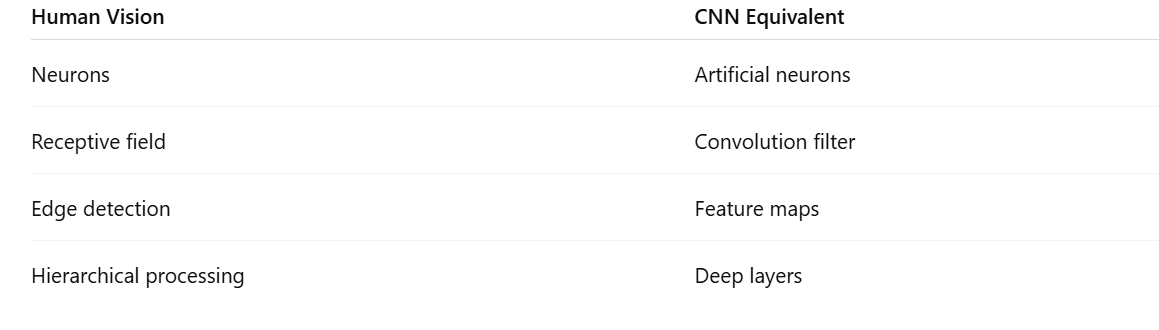 Human Vision CNN Equivalent
Neurons Artificial neurons
Receptive field Convolution filter
Edge detection Feature maps
Hierarchical processing Deep layers